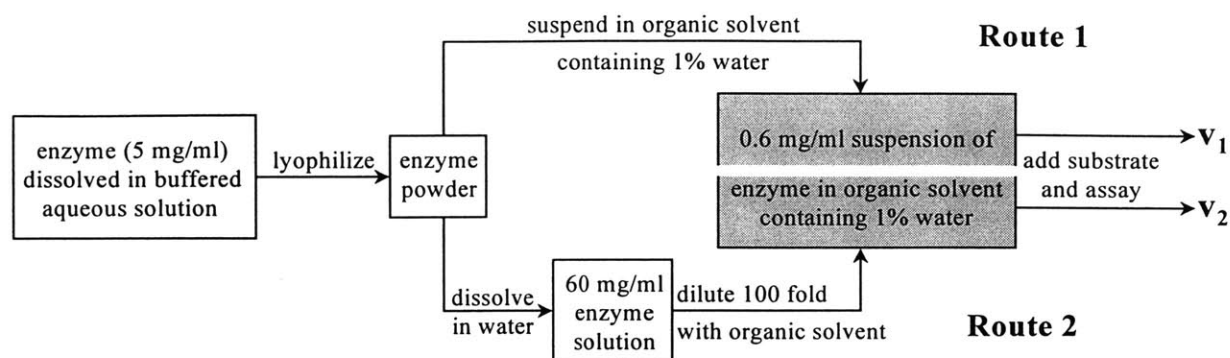 suspend in organic solvent
containing 1% water
Route 1
enzyme (5 mg/ml)
dissolved in buffered
aqueous solution
lyophilize
enzyme
powder
0.6 mg/ml suspension of
enzyme in organic solvent
containing 1% water
add substrate
and assay
v₁
v₂
dissolve
in water
60 mg/ml
enzyme
solution
dilute 100 fold
with organic solvent
Route 2